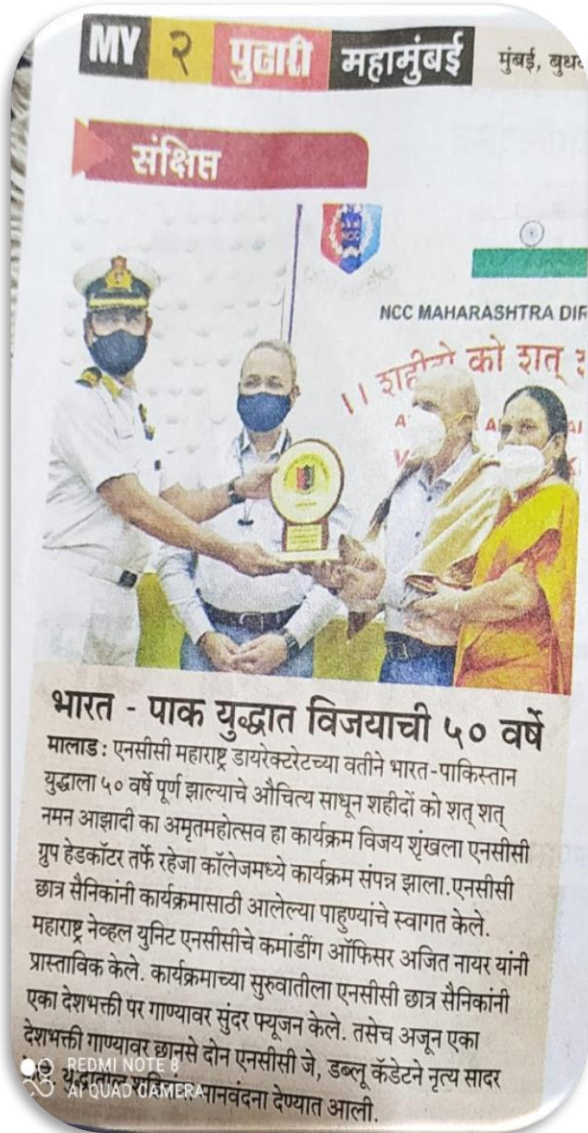 MY २ पुढारी महामुंबई मुंबई, बुध
संक्षिप्त
NCC
NCC MAHARASHTRA DIR
।। शहीदो को शत्
भारत - पाक युद्धात विजयाची ५० वर्षे
मालाड : एनसीसी महाराष्ट्र डायरेक्टरेटच्या वतीने भारत-पाकिस्तान
युद्धाला ५० वर्षे पूर्ण झाल्याचे औचित्य साधून शहीदों को शत् शत्
नमन आझादी का अमृतमहोत्सव हा कार्यक्रम विजय शृंखला एनसीसी
ग्रुप हेडकॉटर तर्फे रहेजा कॉलेजमध्ये कार्यक्रम संपन्न झाला.एनसीसी
छात्र सैनिकांनी कार्यक्रमासाठी आलेल्या पाहुण्यांचे स्वागत केले.
महाराष्ट्र नेव्हल युनिट एनसीसीचे कमांडींग ऑफिसर अजित नायर यांनी
प्रास्ताविक केले. कार्यक्रमाच्या सुरुवातीला एनसीसी छात्र सैनिकांनी
एका देशभक्ती पर गाण्यावर सुंदर फ्यूजन केले. तसेच अजून एका
देशभक्ती गाण्यावर छानसे दोन एनसीसी जे, डब्लू कॅडेटने नृत्य सादर
मानवंदना देण्यात आली.
REDMI NOTE 8
AI QUAD CAMERA